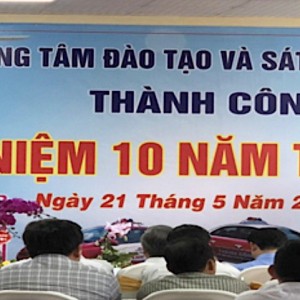 NG TÂM ĐÀO TẠO VÀ SÁT
THÀNH CÔN
NIỆM 10 NĂM T
Ngày 21 Tháng 5 Năm 2